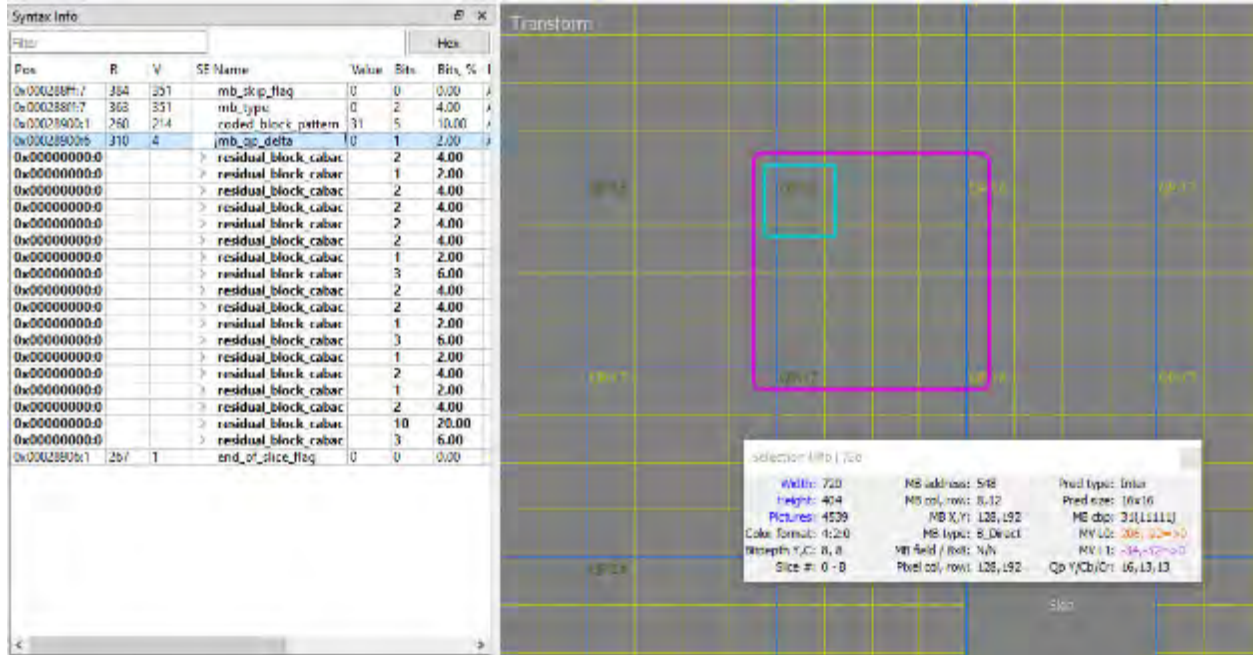 Syntax Info
Filter
Hex
Pos R V SE Name Value Bits Bits, %
0x000288ff:7 384 351 mb_skip_flag 0 0 0.00
0x000288ff:7 363 351 mb_type 0 2 4.00
0x00028900:1 260 214 coded_block_pattern 31 5 10.00
0x00028900:6 310 4 mb_qp_delta 0 1 2.00
0x00000000:0 > residual_block_cabac 2 4.00
0x00000000:0 > residual_block_cabac 1 2.00
0x00000000:0 > residual_block_cabac 2 4.00
0x00000000:0 > residual_block_cabac 2 4.00
0x00000000:0 > residual_block_cabac 2 4.00
0x00000000:0 > residual_block_cabac 2 4.00
0x00000000:0 > residual_block_cabac 1 2.00
0x00000000:0 > residual_block_cabac 3 6.00
0x00000000:0 > residual_block_cabac 2 4.00
0x00000000:0 > residual_block_cabac 2 4.00
0x00000000:0 > residual_block_cabac 1 2.00
0x00000000:0 > residual_block_cabac 3 6.00
0x00000000:0 > residual_block_cabac 1 2.00
0x00000000:0 > residual_block_cabac 2 4.00
0x00000000:0 > residual_block_cabac 1 2.00
0x00000000:0 > residual_block_cabac 2 4.00
0x00000000:0 > residual_block_cabac 10 20.00
0x00000000:0 > residual_block_cabac 3 6.00
0x00028906:1 267 1 end_of_slice_flag 0 0 0.00
Transform
Selection Info
Width: 720 MB address: 548 Pred type: Inter
Height: 404 MB col, row: 8,12 Pred size: 16x16
Pictures: 4539 MB X,Y: 128,192 MB cbp: 31[11111]
Color format: 4:2:0 MB type: B_Direct MV L0:
Bitdepth Y,C: 8, 8 MB field / 8x8: N/N MV L1:
Slice #: 0 - B Pixel col, row: 128,192 Qp Y/Cb/Cr: 16,13,13
Skip